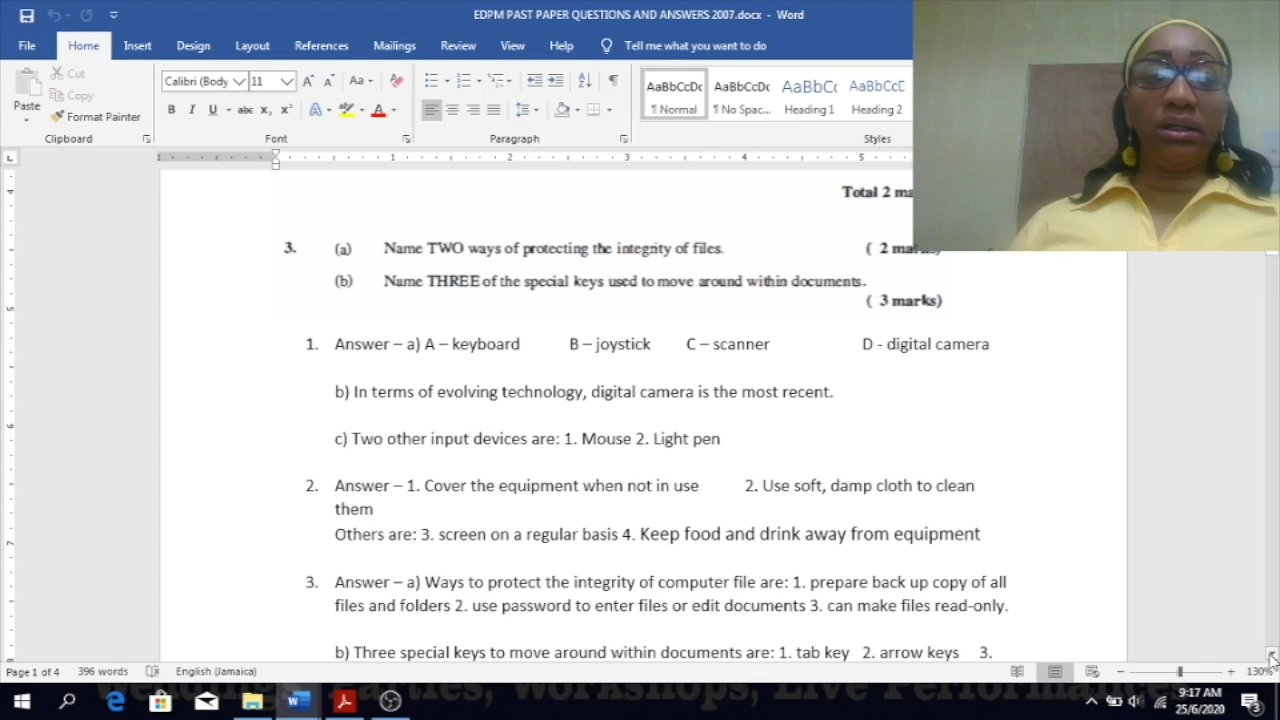 EDPM PAST PAPER QUESTIONS AND ANSWERS 2007.docx - Word
File Home Insert Design Layout References Mailings Review View Help Tell me what you want to do
Cut
Copy
Paste
Format Painter
Calibri (Body 11
AaBbCcDc AaBbCcDc AaBbCc AaBbCcC
¶ Normal ¶ No Spac... Heading 1 Heading 2
Clipboard Font Paragraph Styles
Total 2
3. (a) Name TWO ways of protecting the integrity of files. ( 2
(b) Name THREE of the special keys used to move around within documents.
( 3 marks)
1. Answer – a) A – keyboard B – joystick C – scanner D - digital camera
b) In terms of evolving technology, digital camera is the most recent.
c) Two other input devices are: 1. Mouse 2. Light pen
2. Answer – 1. Cover the equipment when not in use 2. Use soft, damp cloth to clean
them
Others are: 3. screen on a regular basis 4. Keep food and drink away from equipment
3. Answer – a) Ways to protect the integrity of computer file are: 1. prepare back up copy of all
files and folders 2. use password to enter files or edit documents 3. can make files read-only.
b) Three special keys to move around within documents are: 1. tab key 2. arrow keys 3.
Page 1 of 4 396 words English (Jamaica) 130%
9:17 AM
25/6/2020